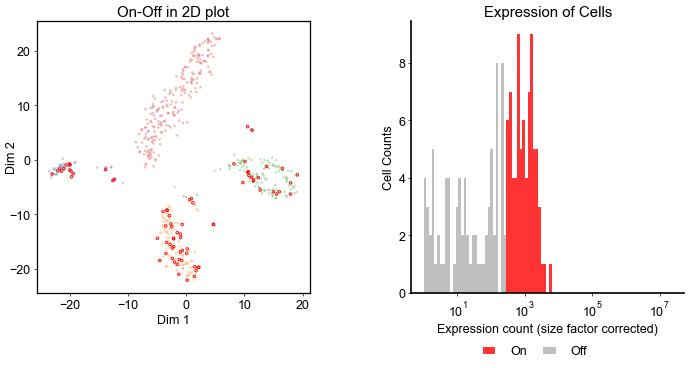 On-Off in 2D plot
20
10
0
−10
−20
Dim 2
−20 −10 0 10 20
Dim 1
Expression of Cells
8
6
4
2
0
Cell Counts
10^1 10^3 10^5 10^7
Expression count (size factor corrected)
On Off